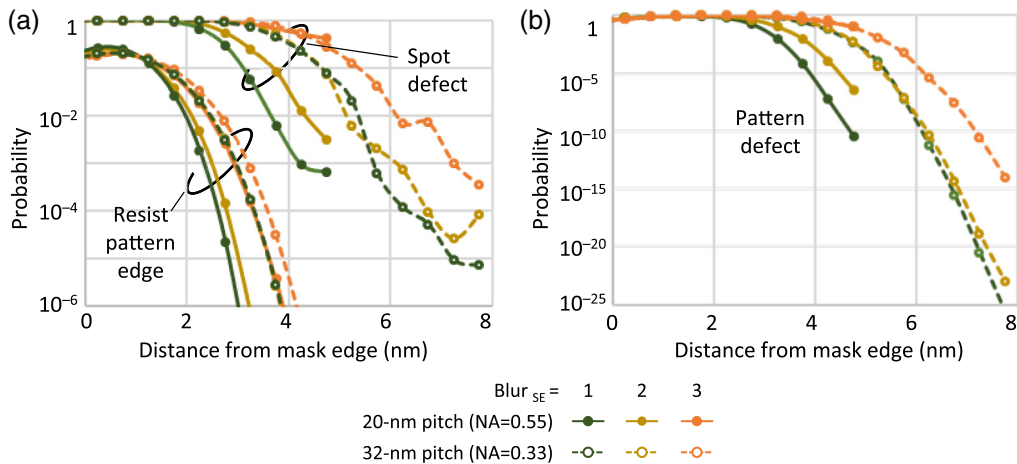 (a)
(b)
1
10-2
10-4
10-6
Probability
Spot
defect
Resist
pattern
edge
0 2 4 6 8
Distance from mask edge (nm)
1
10-5
10-10
10-15
10-20
10-25
Probability
Pattern
defect
0 2 4 6 8
Distance from mask edge (nm)
Blur SE = 1 2 3
20-nm pitch (NA=0.55)
32-nm pitch (NA=0.33)